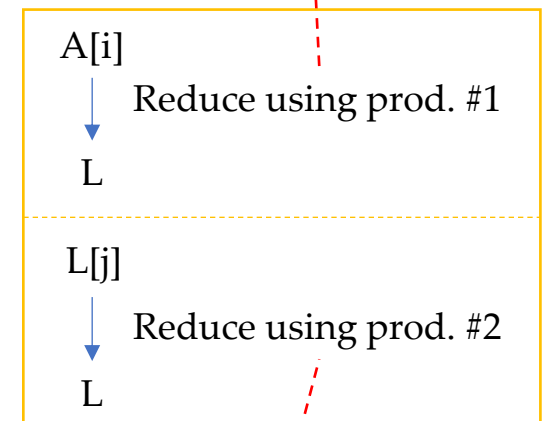 A[i]
Reduce using prod. #1
L
L[j]
Reduce using prod. #2
L